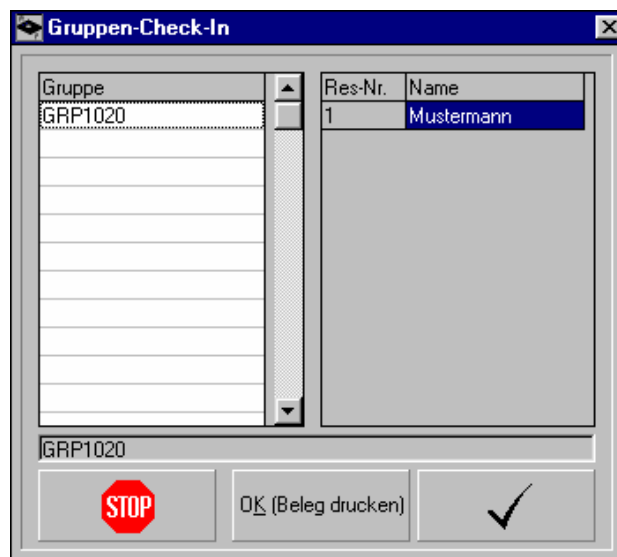 Gruppen-Check-In
Gruppe
GRP1020
Res-Nr. Name
1 Mustermann
GRP1020
STOP
OK (Beleg drucken)